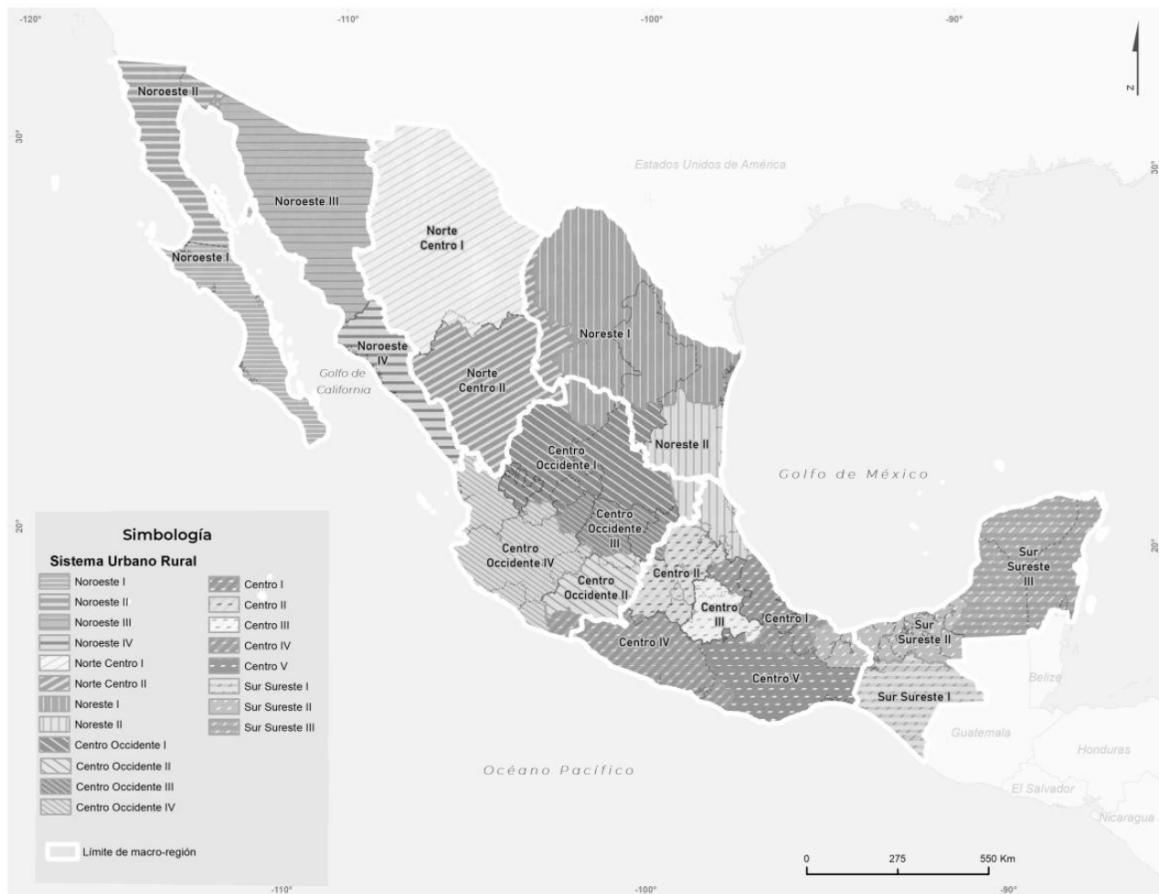 -120°
-110°
-100°
-90°
Z
30°
30°
20°
20°
Estados Unidos de América
Noroeste II
Noroeste III
Norte
Centro I
Noroeste I
Noreste I
Noroeste
IV
Golfo de
California
Norte
Centro II
Noreste II
Centro
Occidente I
Golfo de México
Centro
Occidente
III
Centro
Occidente IV
Centro II
Centro
Occidente II
Centro
III
Centro I
Centro IV
Centro V
Sur
Sureste
III
Sur
Sureste II
Sur Sureste I
Belize
Guatemala
Honduras
El Salvador
Nicaragua
Océano Pacífico
Simbología
Sistema Urbano Rural
Noroeste I
Noroeste II
Noroeste III
Noroeste IV
Norte Centro I
Norte Centro II
Noreste I
Noreste II
Centro Occidente I
Centro Occidente II
Centro Occidente III
Centro Occidente IV
Centro I
Centro II
Centro III
Centro IV
Centro V
Sur Sureste I
Sur Sureste II
Sur Sureste III
Límite de macro-región
0 275 550 Km
-110°
-100°
-90°